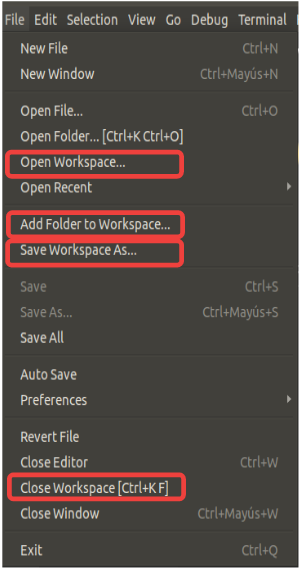 File Edit Selection View Go Debug Terminal
New File Ctrl+N
New Window Ctrl+Mayús+N
Open File... Ctrl+O
Open Folder... [Ctrl+K Ctrl+O]
Open Workspace...
Open Recent
Add Folder to Workspace...
Save Workspace As...
Save Ctrl+S
Save As... Ctrl+Mayús+S
Save All
Auto Save
Preferences
Revert File
Close Editor Ctrl+W
Close Workspace [Ctrl+K F]
Close Window Ctrl+Mayús+W
Exit Ctrl+Q